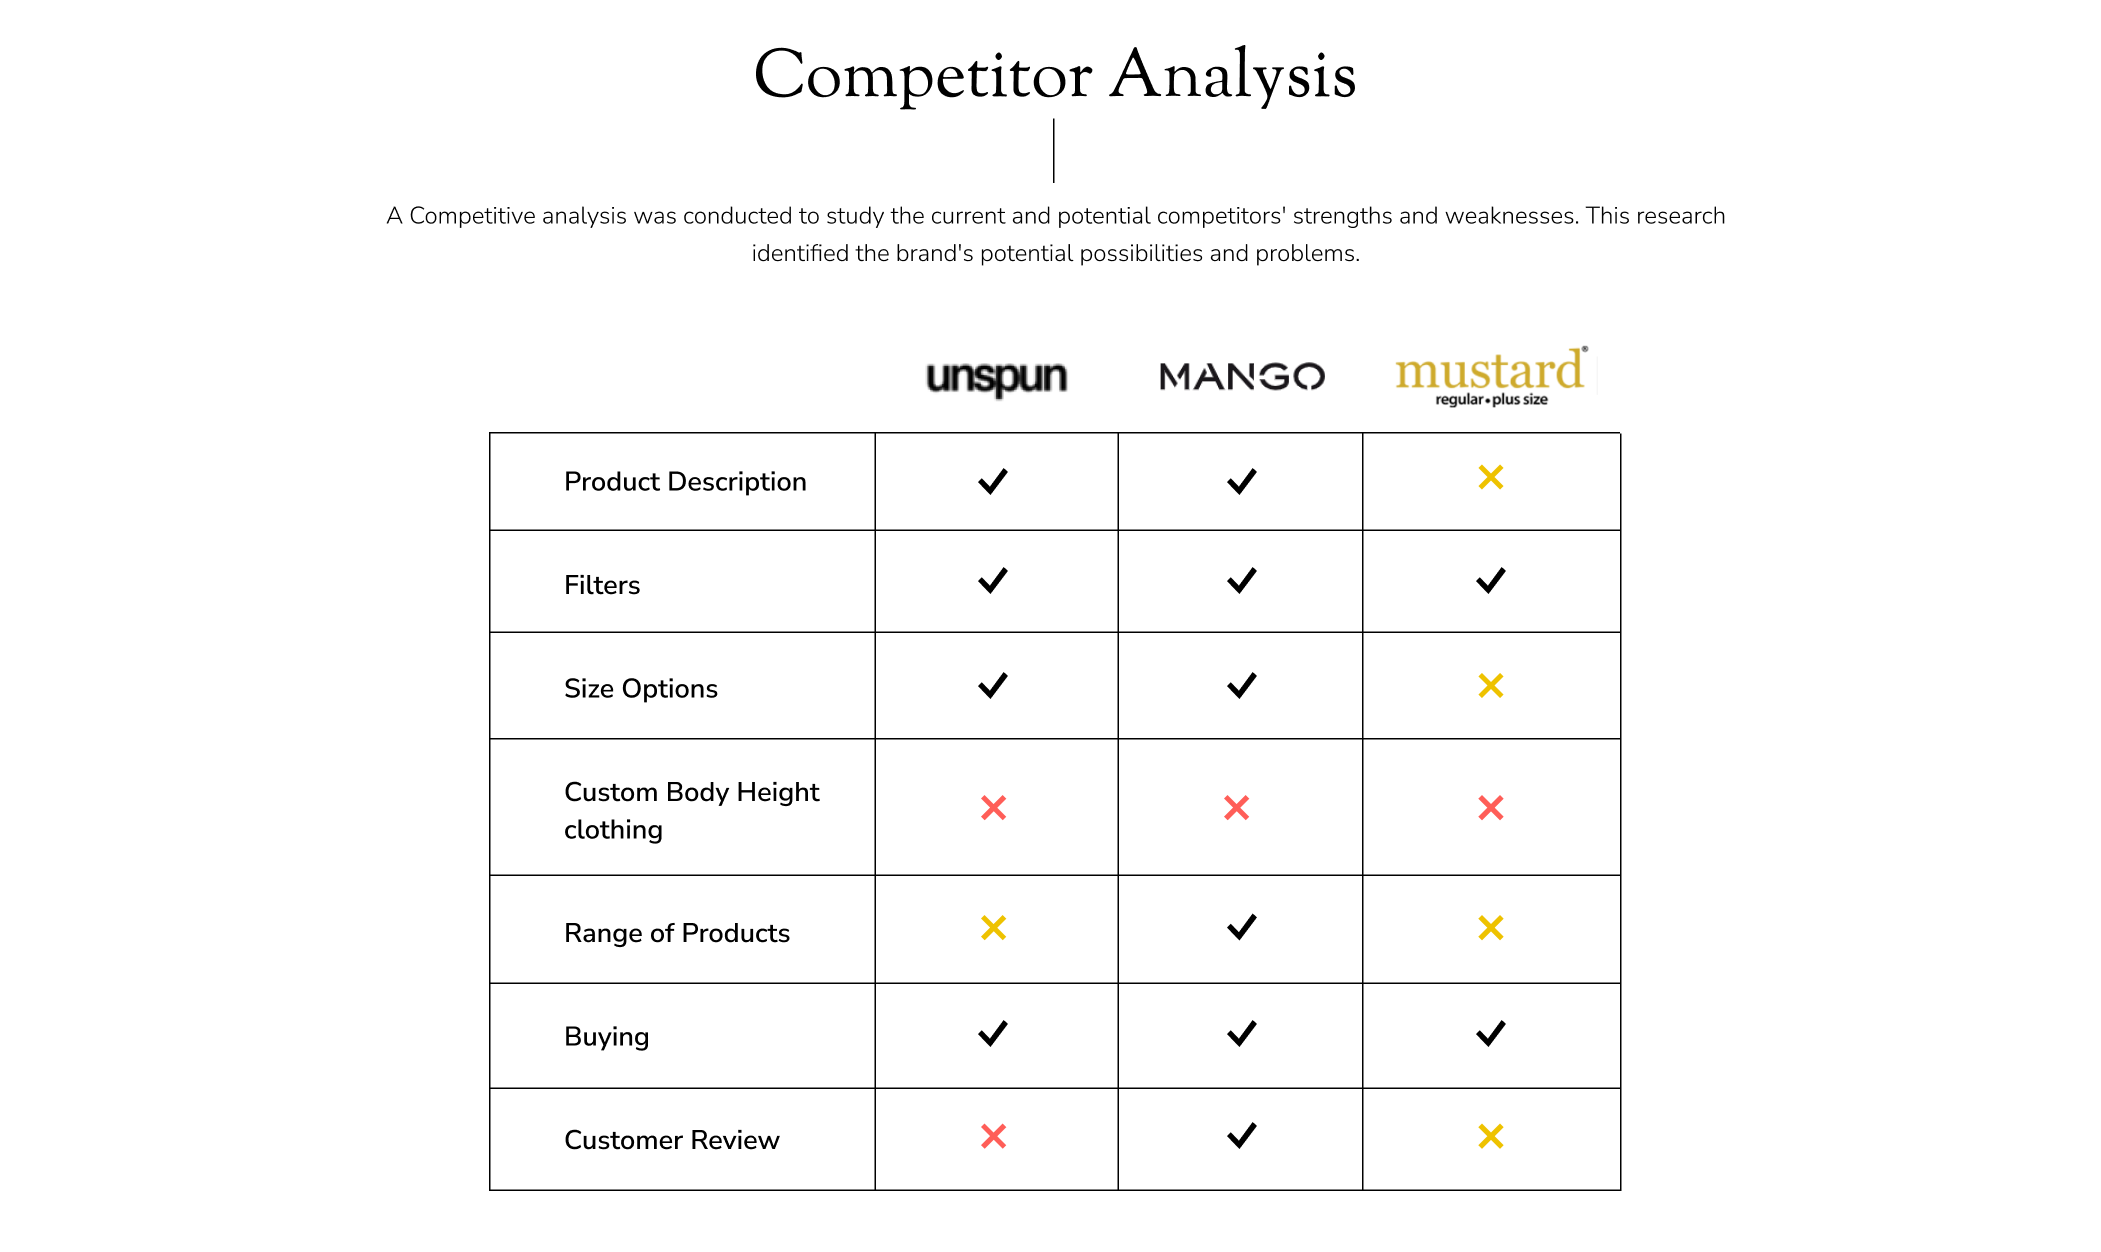 Competitor Analysis
A Competitive analysis was conducted to study the current and potential competitors' strengths and weaknesses. This research
identified the brand's potential possibilities and problems.
unspun MANGO mustard®
regular•plus size
Product Description
Filters
Size Options
Custom Body Height
clothing
Range of Products
Buying
Customer Review